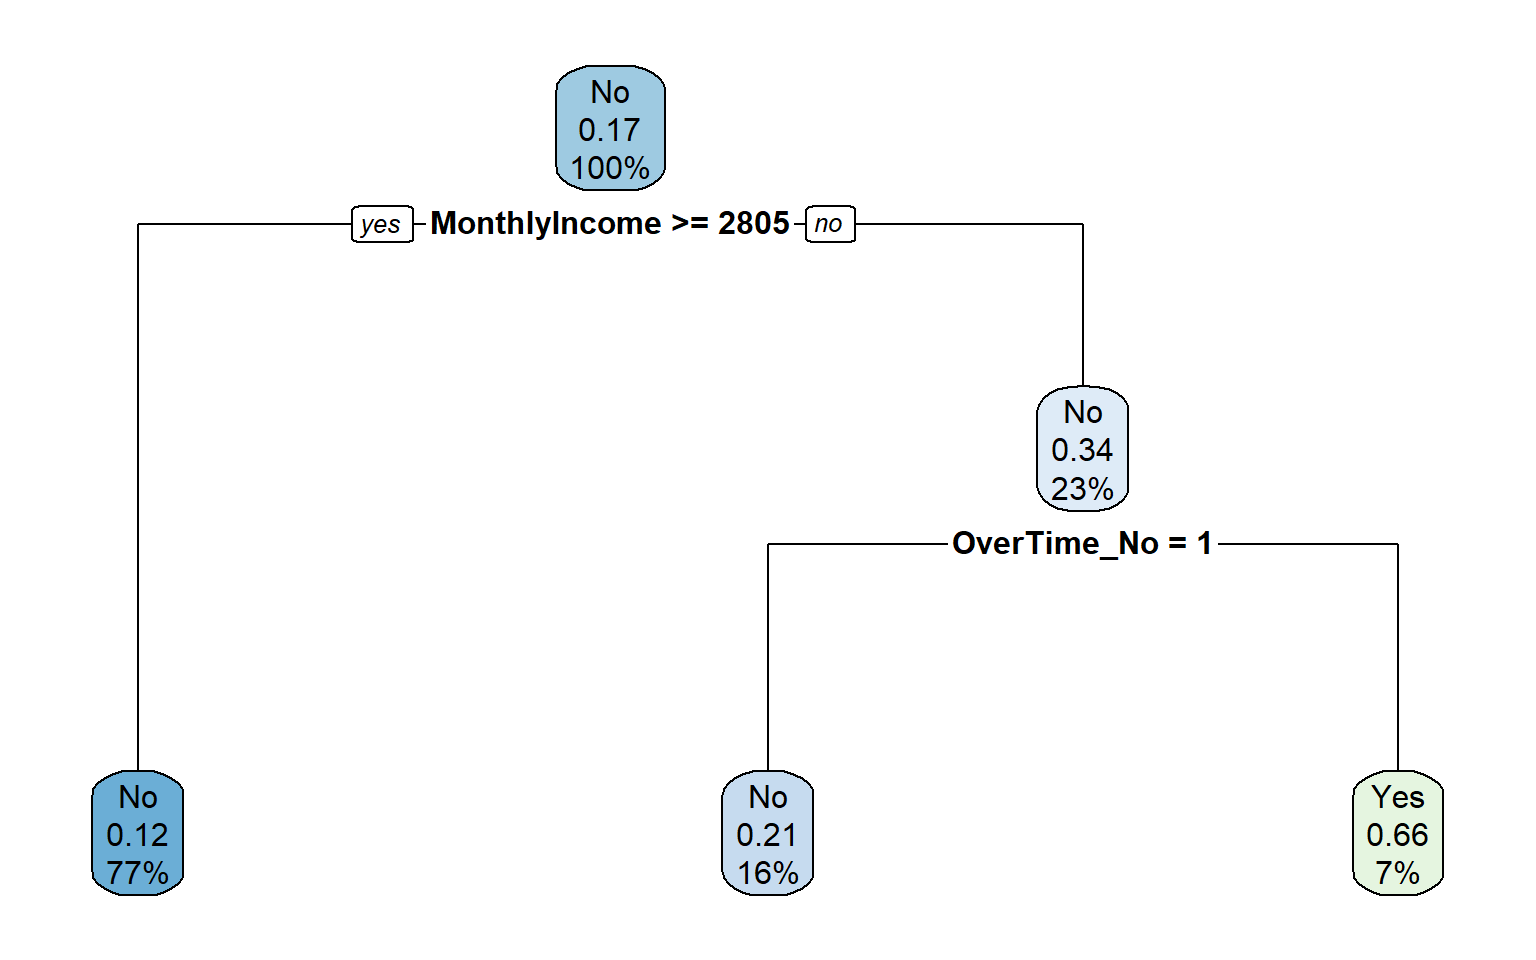 No
0.17
100%
yes MonthlyIncome >= 2805 no
No
0.34
23%
OverTime_No = 1
No
0.12
77%
No
0.21
16%
Yes
0.66
7%